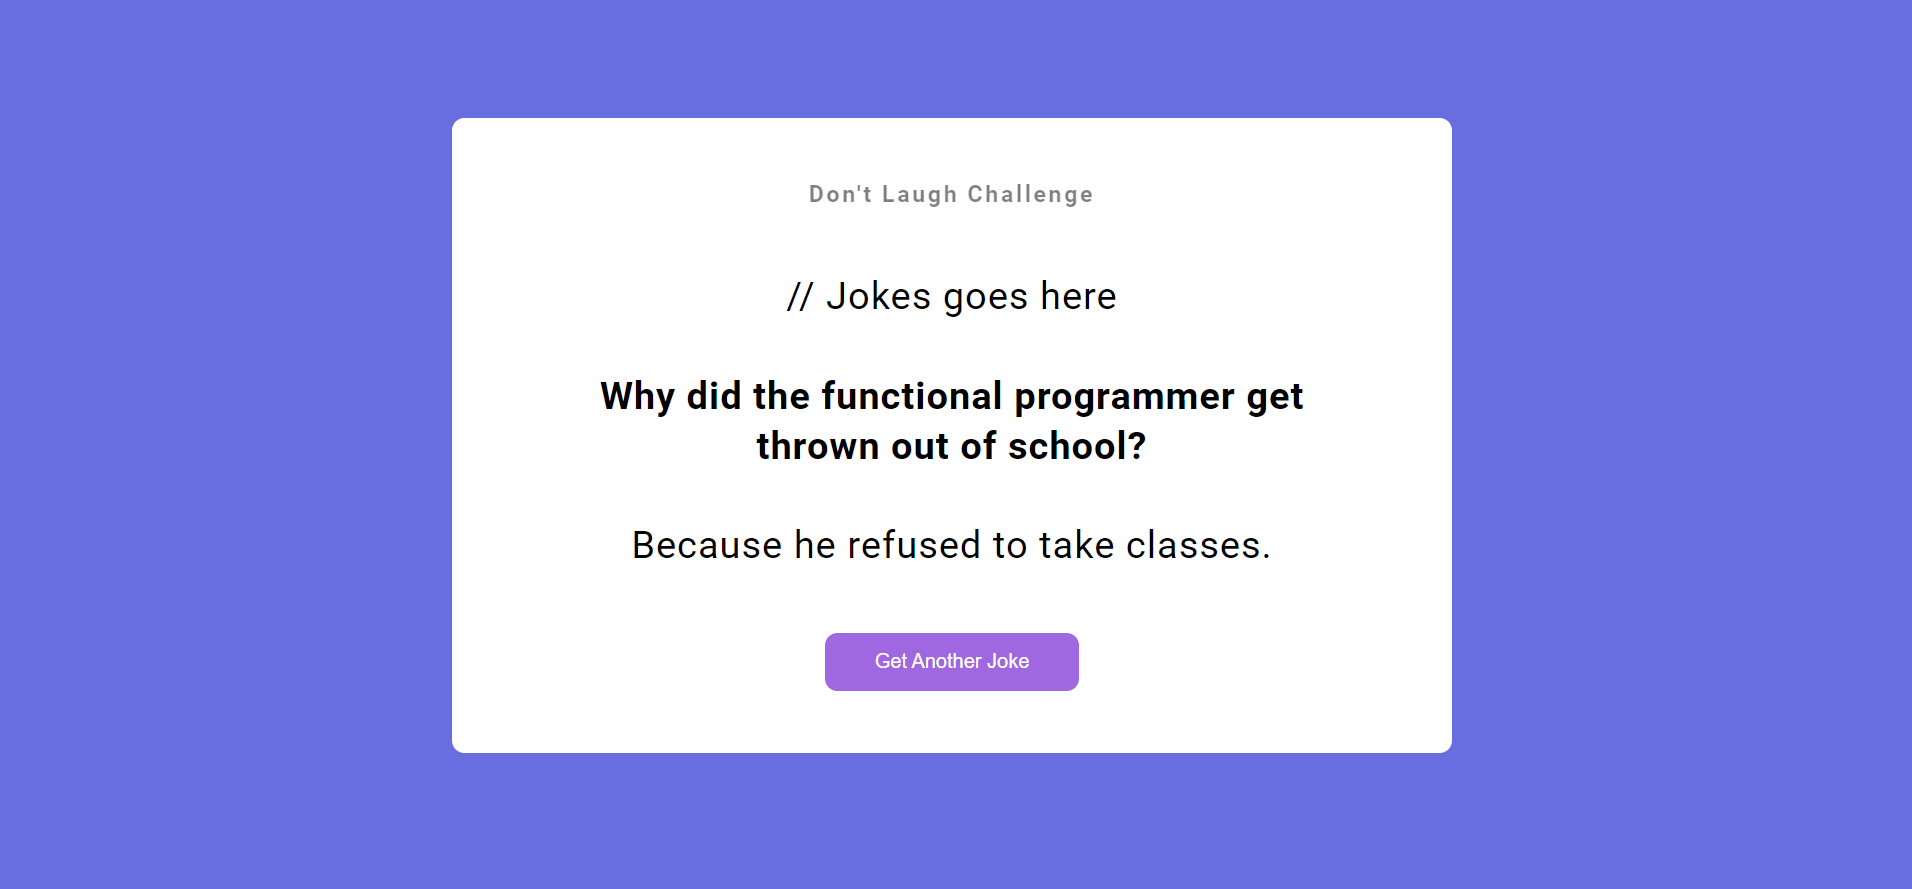 Don't Laugh Challenge
// Jokes goes here
Why did the functional programmer get
thrown out of school?
Because he refused to take classes.
Get Another Joke